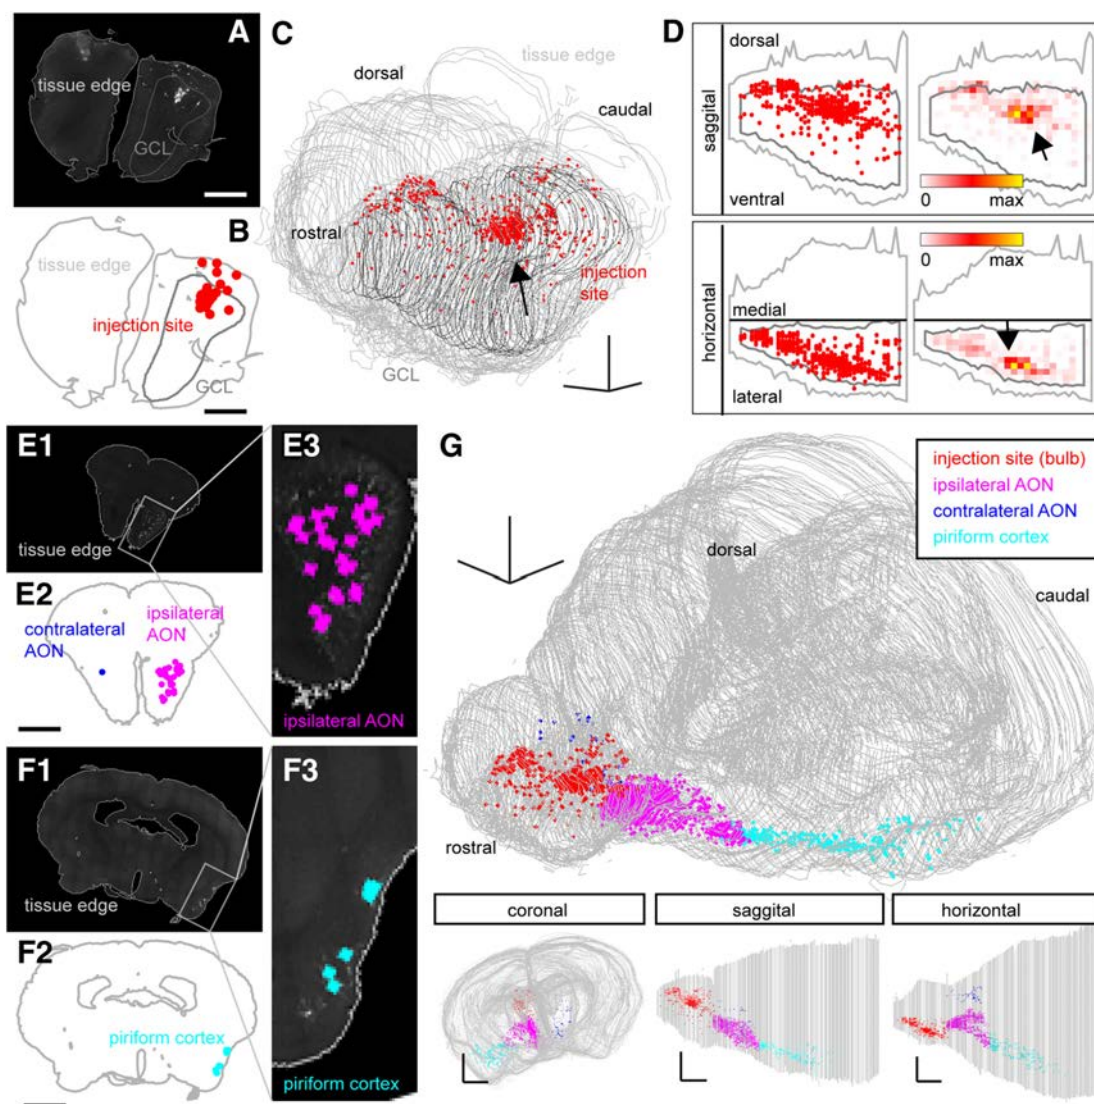 A
tissue edge
GCL
B
tissue edge
injection site
GCL
C
dorsal
tissue edge
caudal
rostral
injection
site
GCL
D
saggital
dorsal
ventral
0 max
horizontal
0 max
medial
lateral
E1
tissue edge
E2
contralateral
AON
ipsilateral
AON
E3
ipsilateral AON
F1
tissue edge
F2
piriform cortex
F3
piriform cortex
G
injection site (bulb)
ipsilateral AON
contralateral AON
piriform cortex
dorsal
caudal
rostral
coronal
saggital
horizontal